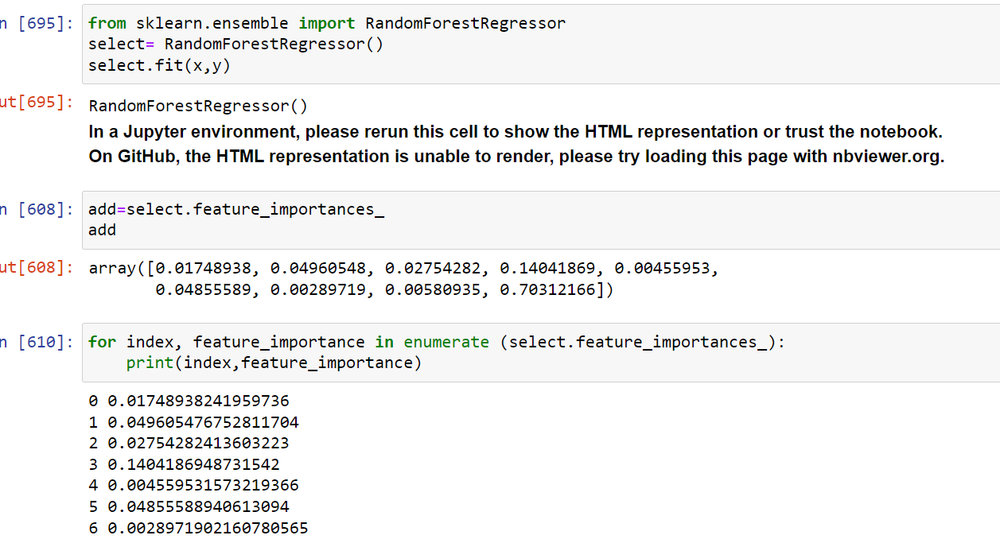 n [695]:
from sklearn.ensemble import RandomForestRegressor
select= RandomForestRegressor()
select.fit(x,y)
ut[695]:
RandomForestRegressor()
In a Jupyter environment, please rerun this cell to show the HTML representation or trust the notebook.
On GitHub, the HTML representation is unable to render, please try loading this page with nbviewer.org.
n [608]:
add=select.feature_importances_
add
ut[608]:
array([0.01748938, 0.04960548, 0.02754282, 0.14041869, 0.00455953,
0.04855589, 0.00289719, 0.00580935, 0.70312166])
n [610]:
for index, feature_importance in enumerate (select.feature_importances_):
print(index,feature_importance)
0 0.01748938241959736
1 0.049605476752811704
2 0.02754282413603223
3 0.1404186948731542
4 0.004559531573219366
5 0.04855588940613094
6 0.0028971902160780565